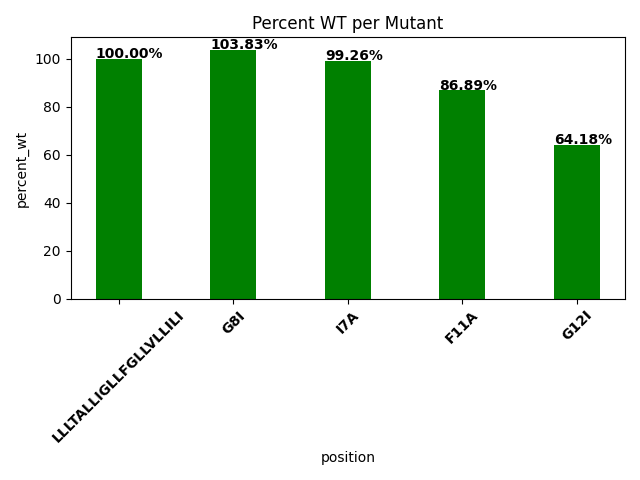 Percent WT per Mutant
percent_wt
100
80
60
40
20
0
100.00%
103.83%
99.26%
86.89%
64.18%
LLLTALLIGLLFGLLVLLILI
G8I
I7A
F11A
G12I
position